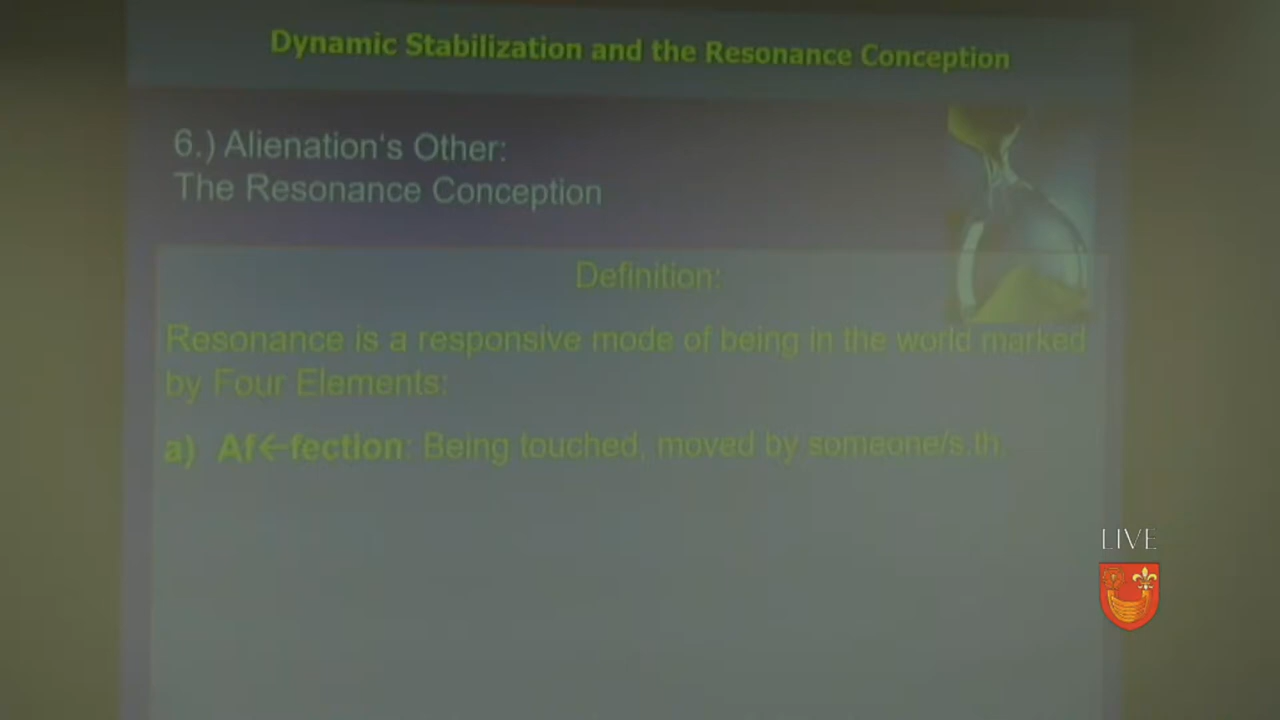 Dynamic Stabilization and the Resonance Conception
6.) Alienation's Other:
The Resonance Conception
Definition:
Resonance is a responsive mode of being in the world marked
by Four Elements:
a) Af←fection: Being touched, moved by someone/s.th.
LIVE